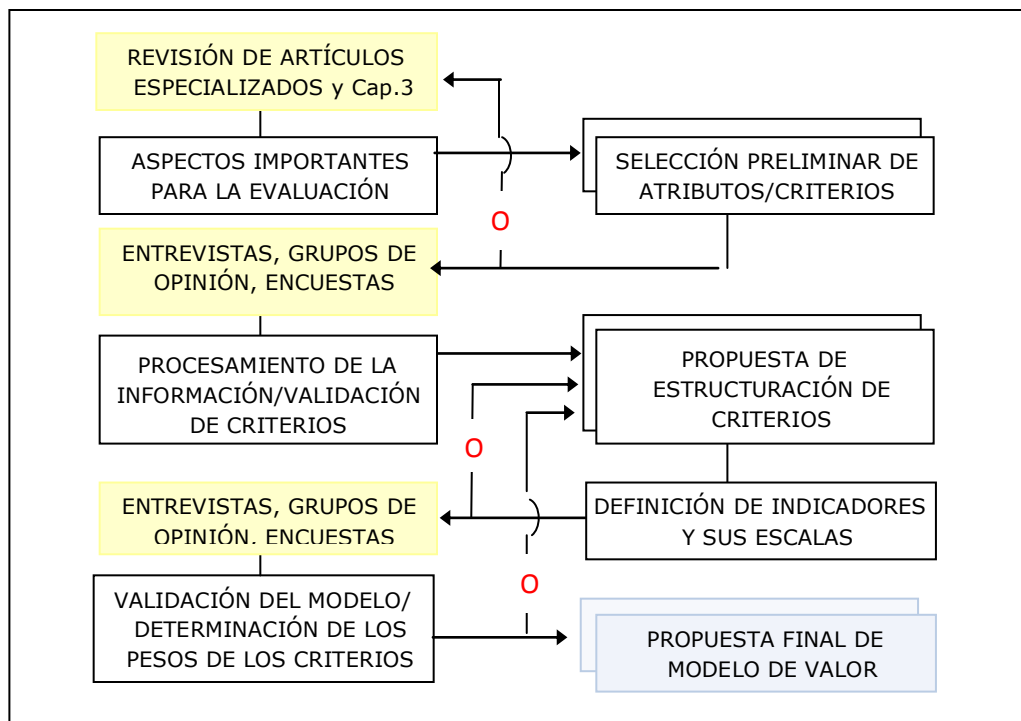 REVISIÓN DE ARTÍCULOS
ESPECIALIZADOS y Cap.3
ASPECTOS IMPORTANTES
PARA LA EVALUACIÓN
SELECCIÓN PRELIMINAR DE
ATRIBUTOS/CRITERIOS
O
ENTREVISTAS, GRUPOS DE
OPINIÓN, ENCUESTAS
PROCESAMIENTO DE LA
INFORMACIÓN/VALIDACIÓN
DE CRITERIOS
PROPUESTA DE
ESTRUCTURACIÓN DE
CRITERIOS
O
ENTREVISTAS, GRUPOS DE
OPINIÓN, ENCUESTAS
DEFINICIÓN DE INDICADORES
Y SUS ESCALAS
O
VALIDACIÓN DEL MODELO/
DETERMINACIÓN DE LOS
PESOS DE LOS CRITERIOS
PROPUESTA FINAL DE
MODELO DE VALOR